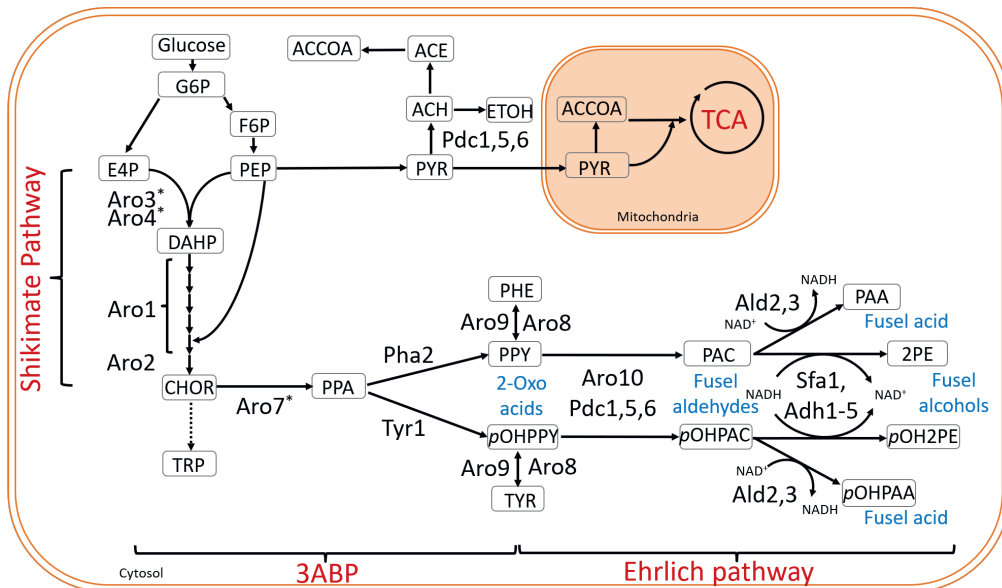 Glucose
ACCOA
ACE
G6P
ACCOA
ACH
ETOH
TCA
F6P
Pdc1,5,6
E4P
PEP
PYR
PYR
Aro3*
Aro4*
Mitochondria
DAHP
Shikimate Pathway
Aro1
Aro2
CHOR
Aro7*
TRP
PPA
Pha2
Tyr1
PHE
Aro9
Aro8
PPY
2-Oxo
acids
pOHPPY
Aro9
Aro8
TYR
Aro10
Pdc1,5,6
PAC
Fusel
aldehydes
pOHPAC
NADH
Ald2,3
NAD+
PAA
Fusel acid
2PE
NADH
Sfa1,
Adh1-5
NAD+
Fusel
alcohols
pOH2PE
NAD+
Ald2,3
NADH
pOHPAA
Fusel acid
Cytosol
3ABP
Ehrlich pathway